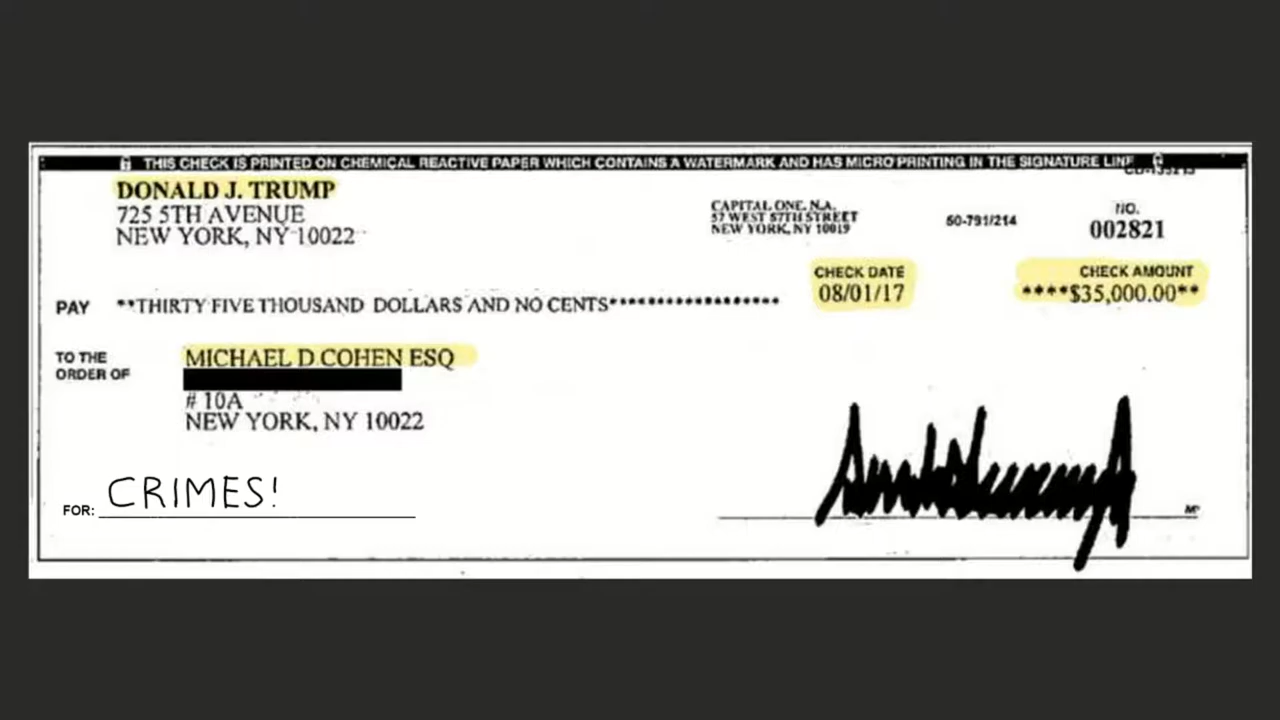 THIS CHECK IS PRINTED ON CHEMICAL REACTIVE PAPER WHICH CONTAINS A WATERMARK AND HAS MICRO PRINTING IN THE SIGNATURE LINE
DONALD J. TRUMP
725 5TH AVENUE
NEW YORK, NY 10022
CAPITAL ONE, N.A.
57 WEST 57TH STREET
NEW YORK, NY 10019
50-791/214
NO.
002821
CHECK DATE
08/01/17
CHECK AMOUNT
****$35,000.00**
PAY **THIRTY FIVE THOUSAND DOLLARS AND NO CENTS******************
TO THE
ORDER OF
MICHAEL D COHEN ESQ
# 10A
NEW YORK, NY 10022
FOR: CRIMES!
MP